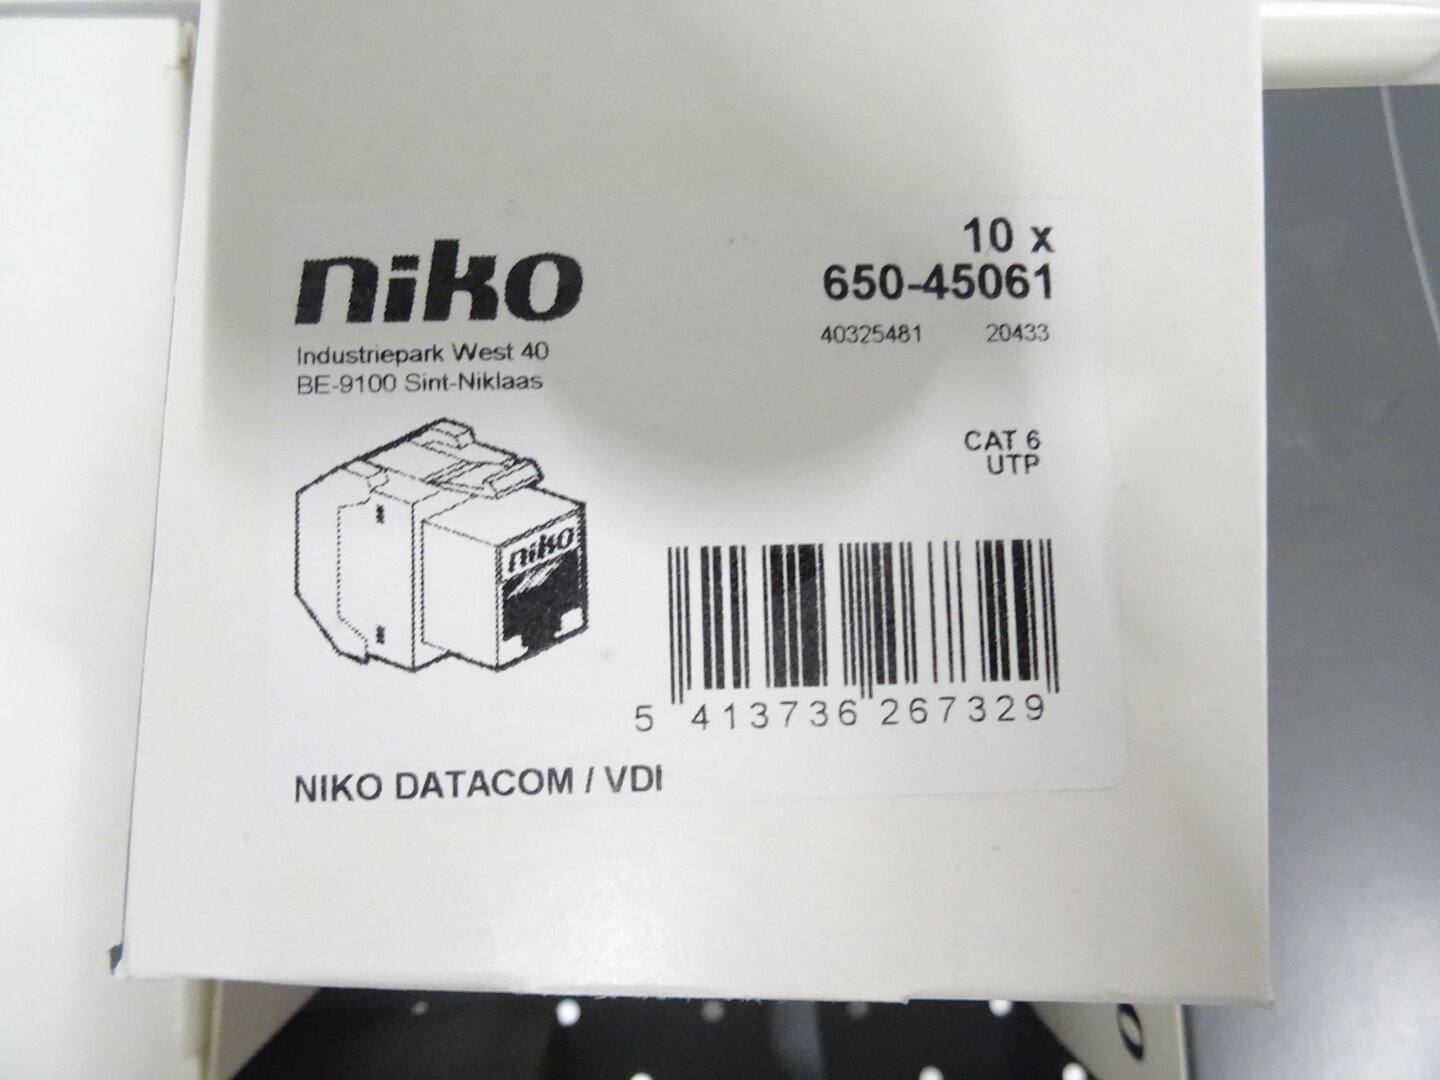 niko
Industriepark West 40
BE-9100 Sint-Niklaas
10 x
650-45061
40325481 20433
CAT 6
UTP
niko
5 413736 267329
NIKO DATACOM / VDI